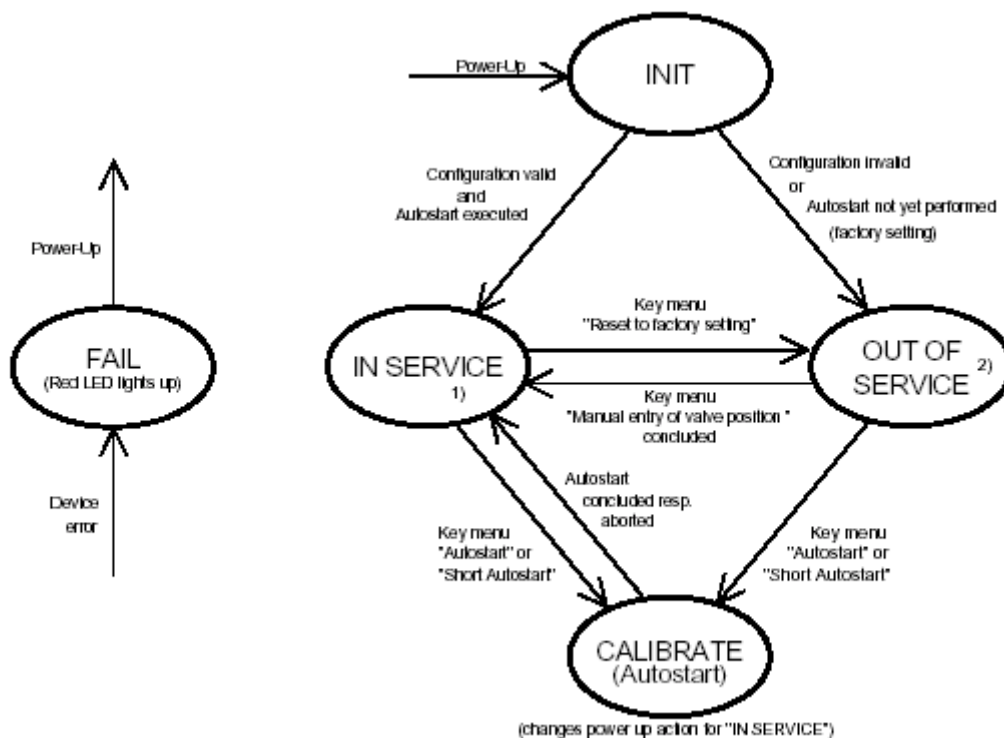 Power-Up
INIT
Configuration valid
and
Autostart executed
Configuration invalid
or
Autostart not yet performed
(factory setting)
Power-Up
FAIL
(Red LED lights up)
Device
error
IN SERVICE
1)
Key menu
"Reset to factory setting"
OUT OF
SERVICE 2)
Key menu
"Manual entry of valve position "
concluded
Autostart
concluded resp.
aborted
Key menu
"Autostart" or
"Short Autostart"
Key menu
"Autostart" or
"Short Autostart"
CALIBRATE
(Autostart)
(changes power up action for "IN SERVICE")